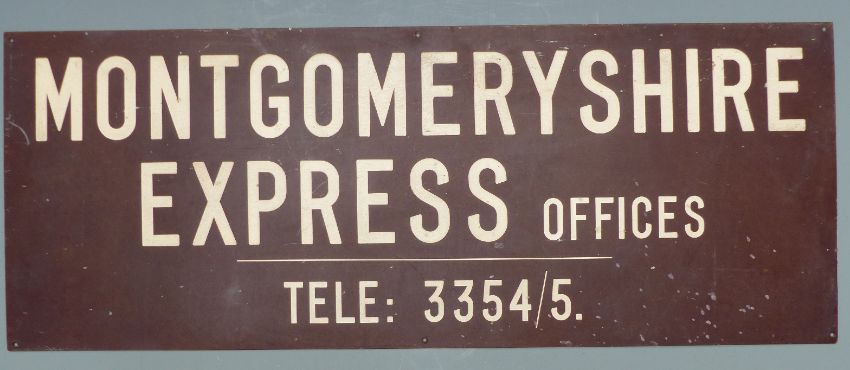 MONTGOMERYSHIRE
EXPRESS OFFICES
TELE: 3354/5.